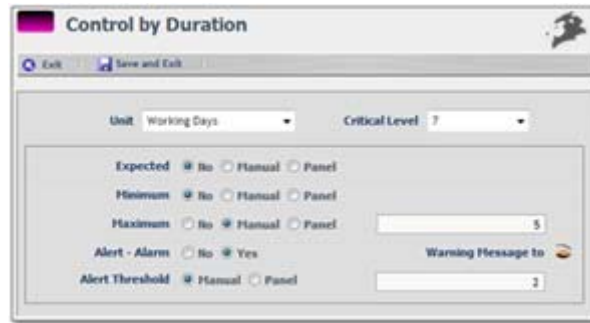 Control by Duration
Exit Save and Exit
Unit Working Days Critical Level 7
Expected No Manual Panel
Minimum No Manual Panel
Maximum No Manual Panel 5
Alert - Alarm No Yes Warning Message to
Alert Threshold Manual Panel 2